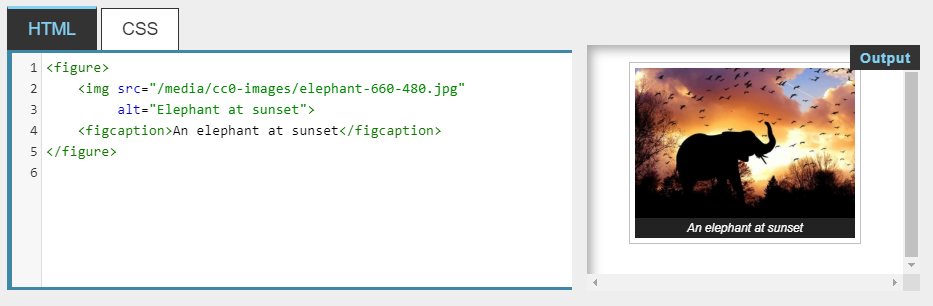 HTML
CSS
Output
1 <figure>
2     <img src="/media/cc0-images/elephant-660-480.jpg"
3          alt="Elephant at sunset">
4     <figcaption>An elephant at sunset</figcaption>
5 </figure>
6
An elephant at sunset